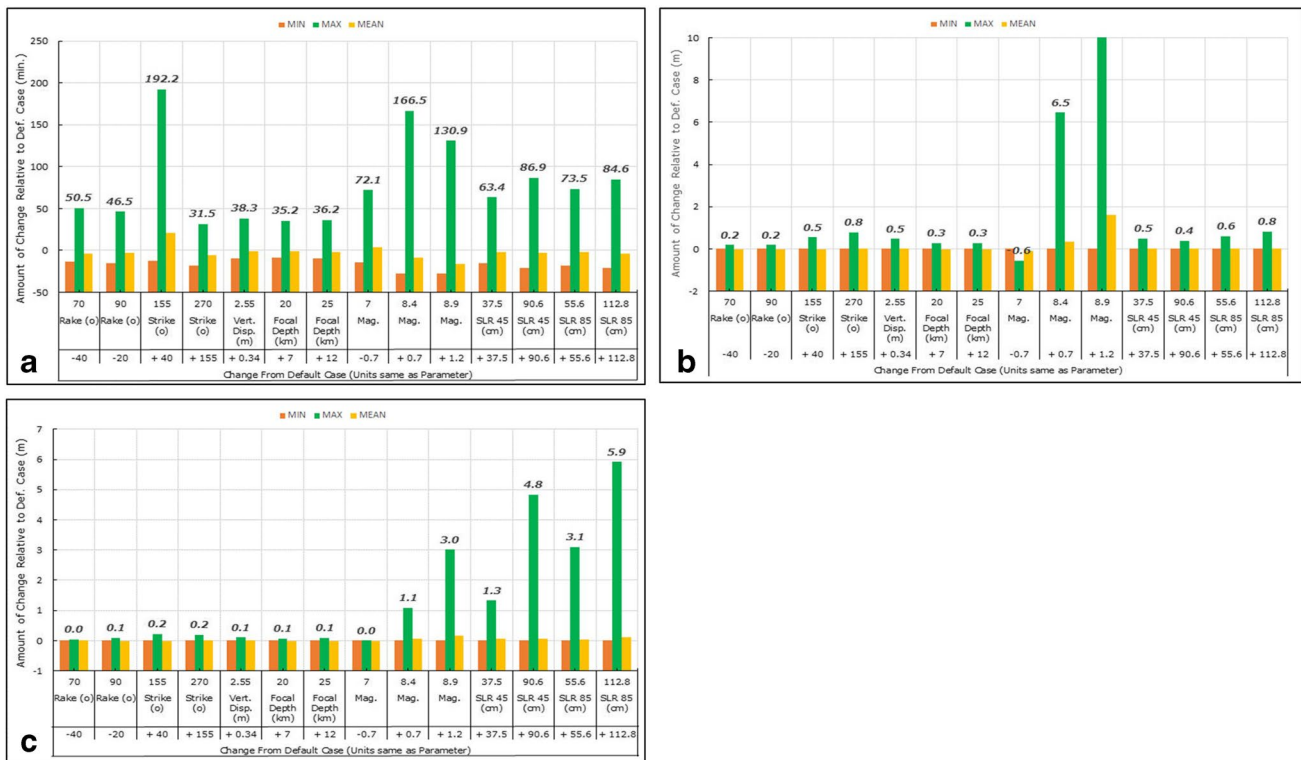 MIN MAX MEAN
Amount of Change Relative to Def. Case (min.)
250
200
150
100
50
0
-50
50.5 46.5 192.2 31.5 38.3 35.2 36.2 72.1 166.5 130.9 63.4 86.9 73.5 84.6
70 90 155 270 2.55 20 25 7 8.4 8.9 37.5 90.6 55.6 112.8
Rake (o) Rake (o) Strike (o) Strike (o) Vert. Disp. (m) Focal Depth (km) Focal Depth (km) Mag. Mag. Mag. SLR 45 (cm) SLR 45 (cm) SLR 85 (cm) SLR 85 (cm)
-40 -20 + 40 + 155 + 0.34 + 7 + 12 -0.7 + 0.7 + 1.2 + 37.5 + 90.6 + 55.6 + 112.8
Change From Default Case (Units same as Parameter)
a
MIN MAX MEAN
Amount of Change Relative to Def. Case (m)
10
8
6
4
2
0
-2
0.2 0.2 0.5 0.8 0.5 0.3 0.3 -0.6 6.5 0.5 0.4 0.6 0.8
70 90 155 270 2.55 20 25 7 8.4 8.9 37.5 90.6 55.6 112.8
Rake (o) Rake (o) Strike (o) Strike (o) Vert. Disp. (m) Focal Depth (km) Focal Depth (km) Mag. Mag. Mag. SLR 45 (cm) SLR 45 (cm) SLR 85 (cm) SLR 85 (cm)
-40 -20 + 40 + 155 + 0.34 + 7 + 12 -0.7 + 0.7 + 1.2 + 37.5 + 90.6 + 55.6 + 112.8
Change From Default Case (Units same as Parameter)
b
MIN MAX MEAN
Amount of Change Relative to Def. Case (m)
7
6
5
4
3
2
1
0
-1
0.0 0.1 0.2 0.2 0.1 0.1 0.1 0.0 1.1 3.0 1.3 4.8 3.1 5.9
70 90 155 270 2.55 20 25 7 8.4 8.9 37.5 90.6 55.6 112.8
Rake (o) Rake (o) Strike (o) Strike (o) Vert. Disp. (m) Focal Depth (km) Focal Depth (km) Mag. Mag. Mag. SLR 45 (cm) SLR 45 (cm) SLR 85 (cm) SLR 85 (cm)
-40 -20 + 40 + 155 + 0.34 + 7 + 12 -0.7 + 0.7 + 1.2 + 37.5 + 90.6 + 55.6 + 112.8
Change From Default Case (Units same as Parameter)
c